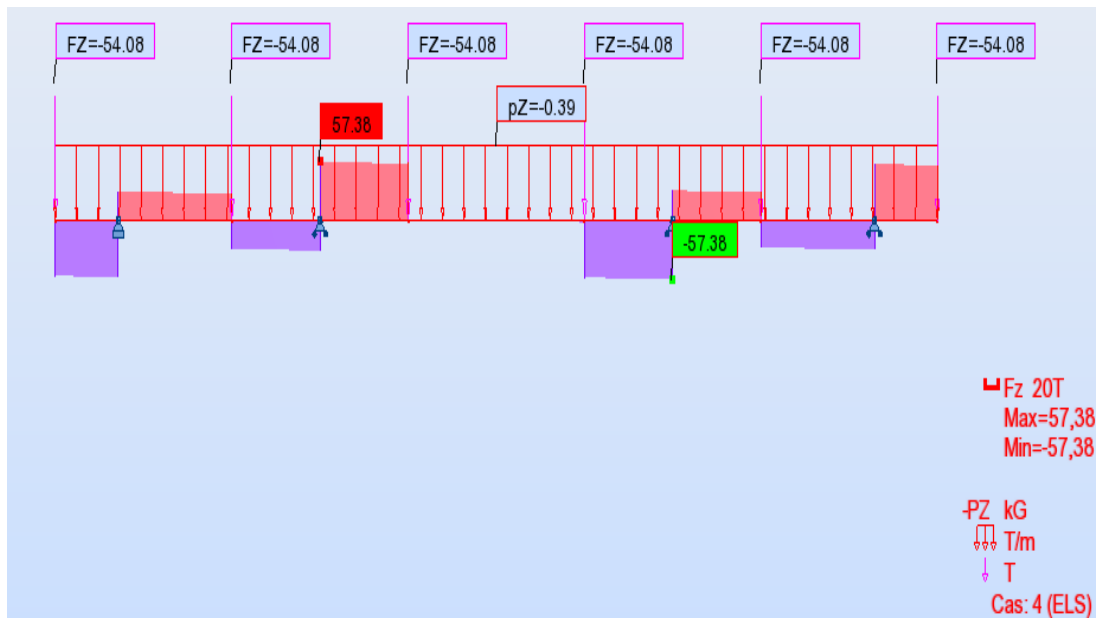 FZ=-54.08 FZ=-54.08 FZ=-54.08 FZ=-54.08 FZ=-54.08 FZ=-54.08
pZ=-0.39
57.38
-57.38
Fz 20T
Max=57,38
Min=-57,38
-PZ kG
T/m
T
Cas: 4 (ELS)